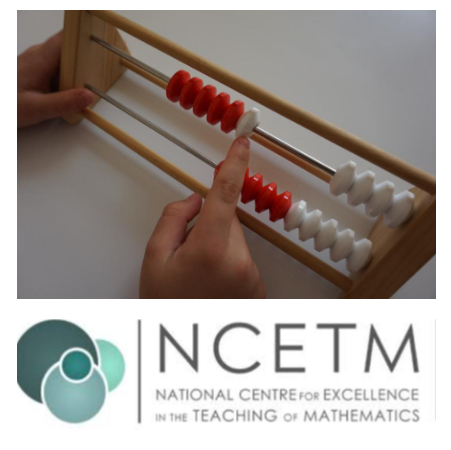 NCETM
NATIONAL CENTRE FOR EXCELLENCE
IN THE TEACHING OF MATHEMATICS